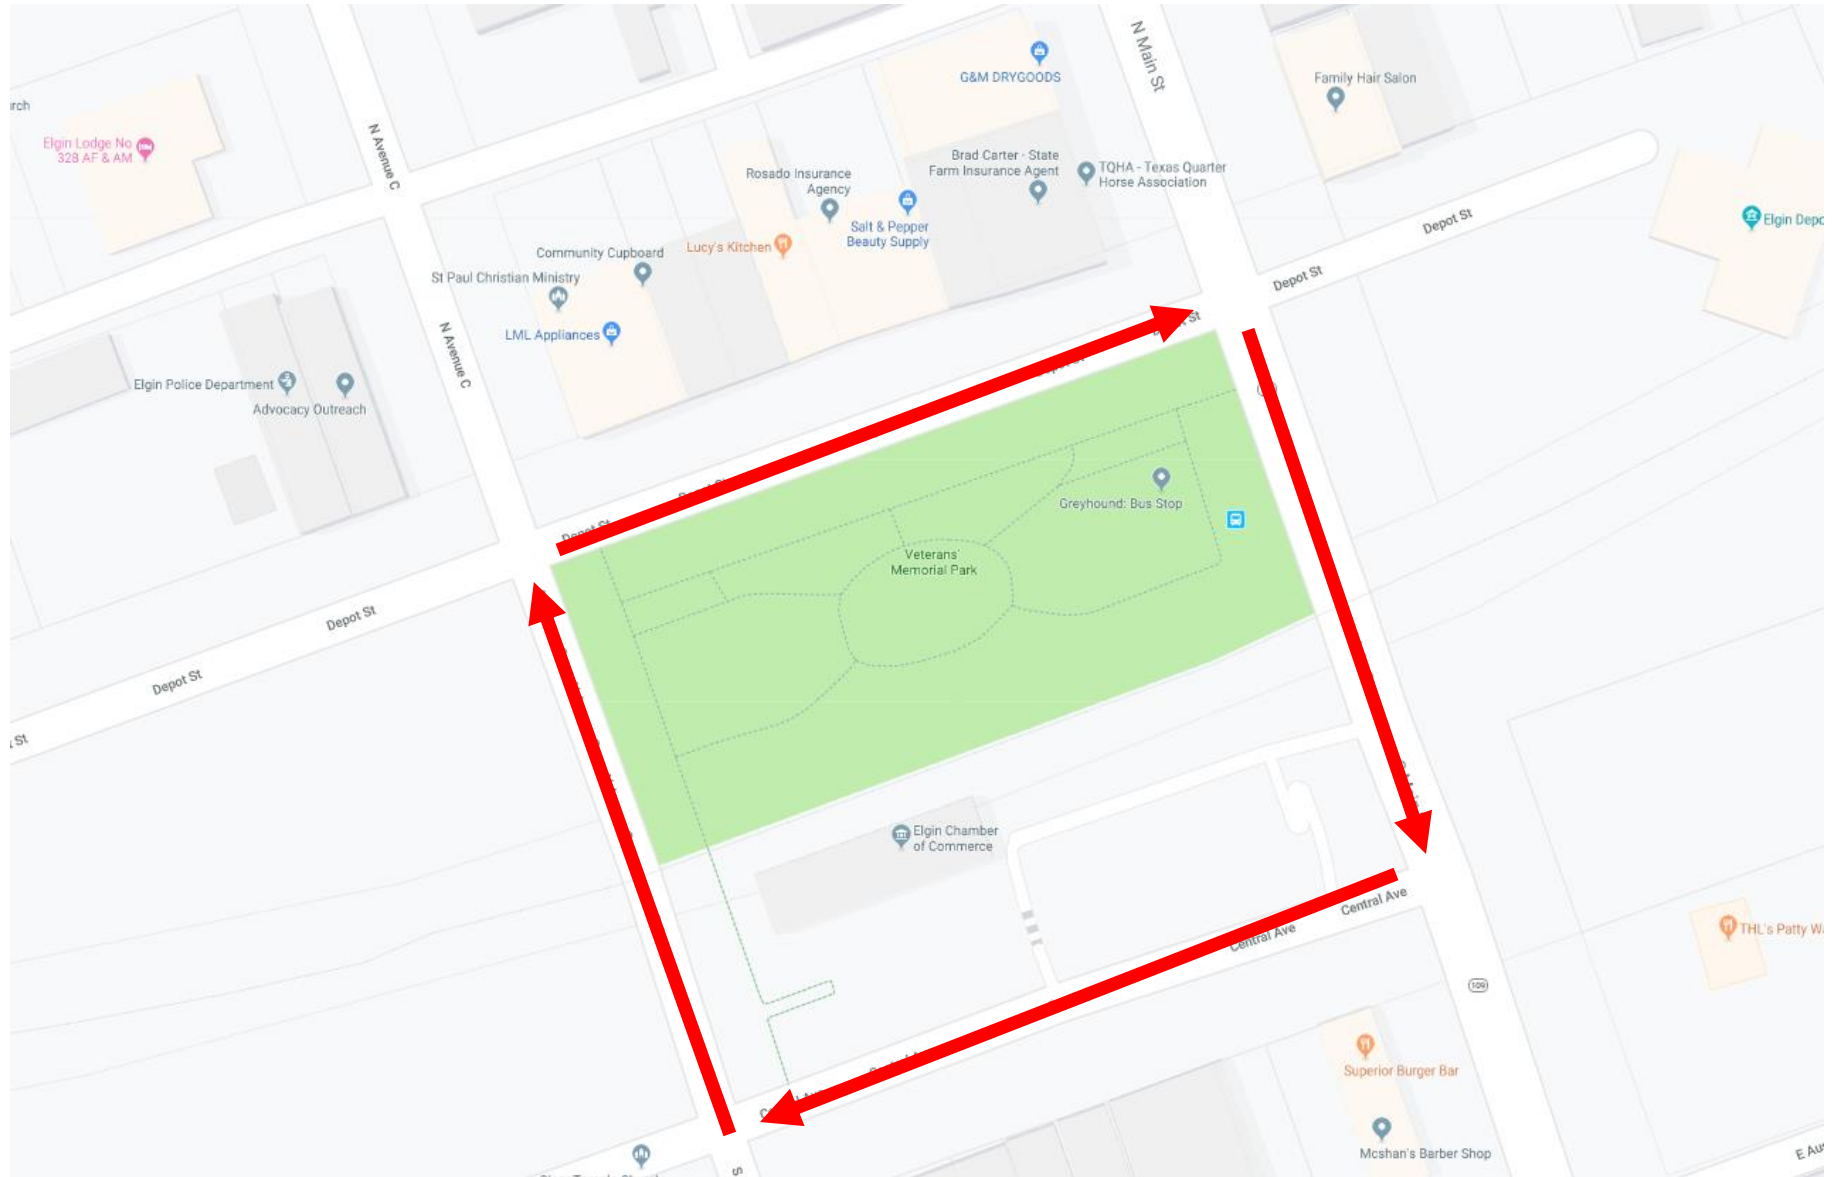 N Main St
G&M DRYGOODS
Family Hair Salon
Elgin Lodge No
328 AF & AM
N Avenue C
Brad Carter - State
Farm Insurance Agent
TQHA - Texas Quarter
Horse Association
Rosado Insurance
Agency
Salt & Pepper
Beauty Supply
Depot St
Elgin Depo
Community Cupboard
Lucy's Kitchen
St Paul Christian Ministry
Depot St
LML Appliances
N Avenue C
Elgin Police Department
Advocacy Outreach
Greyhound: Bus Stop
Depot St
Veterans'
Memorial Park
Depot St
Depot St
St
Elgin Chamber
of Commerce
Central Ave
Central Ave
THL's Patty Wa
109
Superior Burger Bar
Mcshan's Barber Shop
E Aus
S